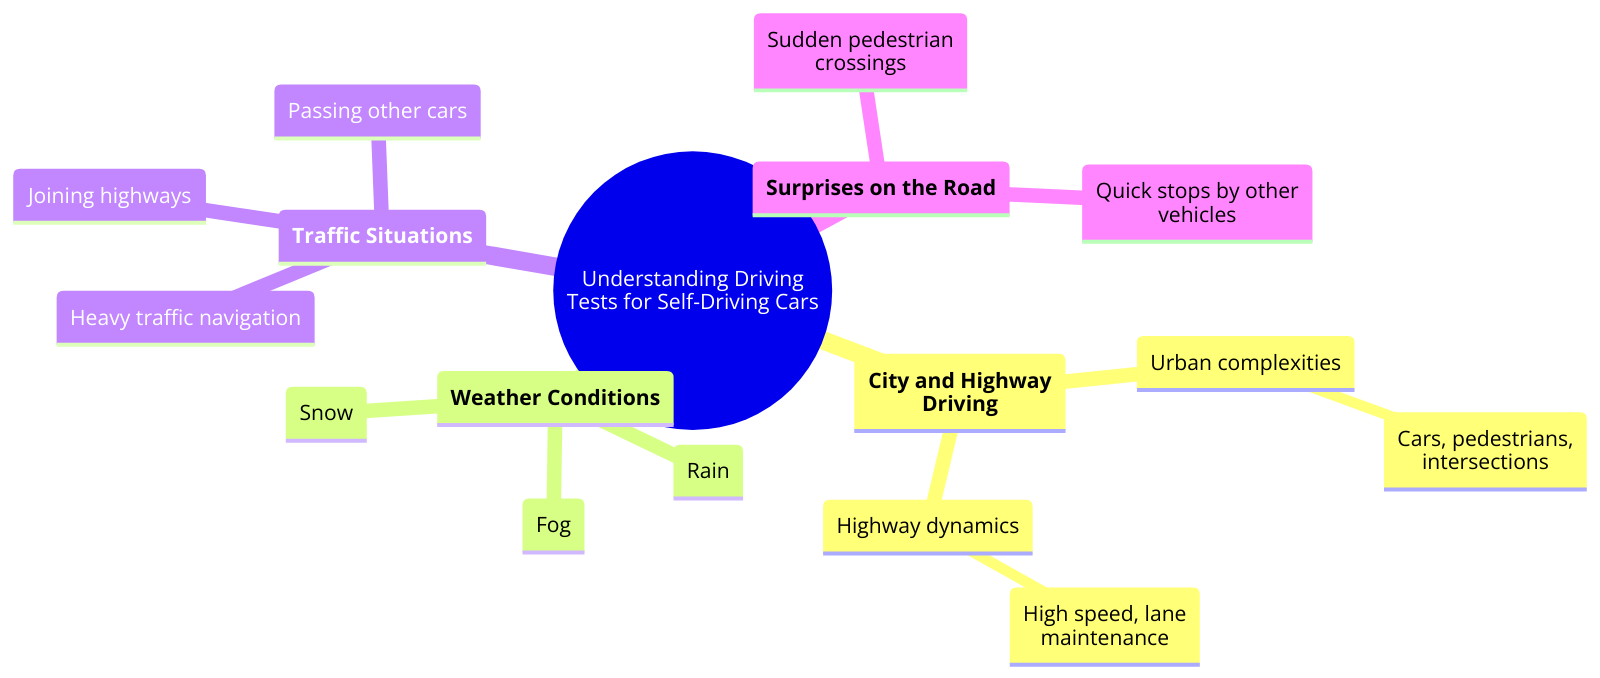 Sudden pedestrian
crossings
Passing other cars
Joining highways
Surprises on the Road
Quick stops by other
vehicles
Traffic Situations
Understanding Driving
Tests for Self-Driving Cars
Heavy traffic navigation
Urban complexities
City and Highway
Driving
Weather Conditions
Snow
Cars, pedestrians,
intersections
Rain
Fog
Highway dynamics
High speed, lane
maintenance